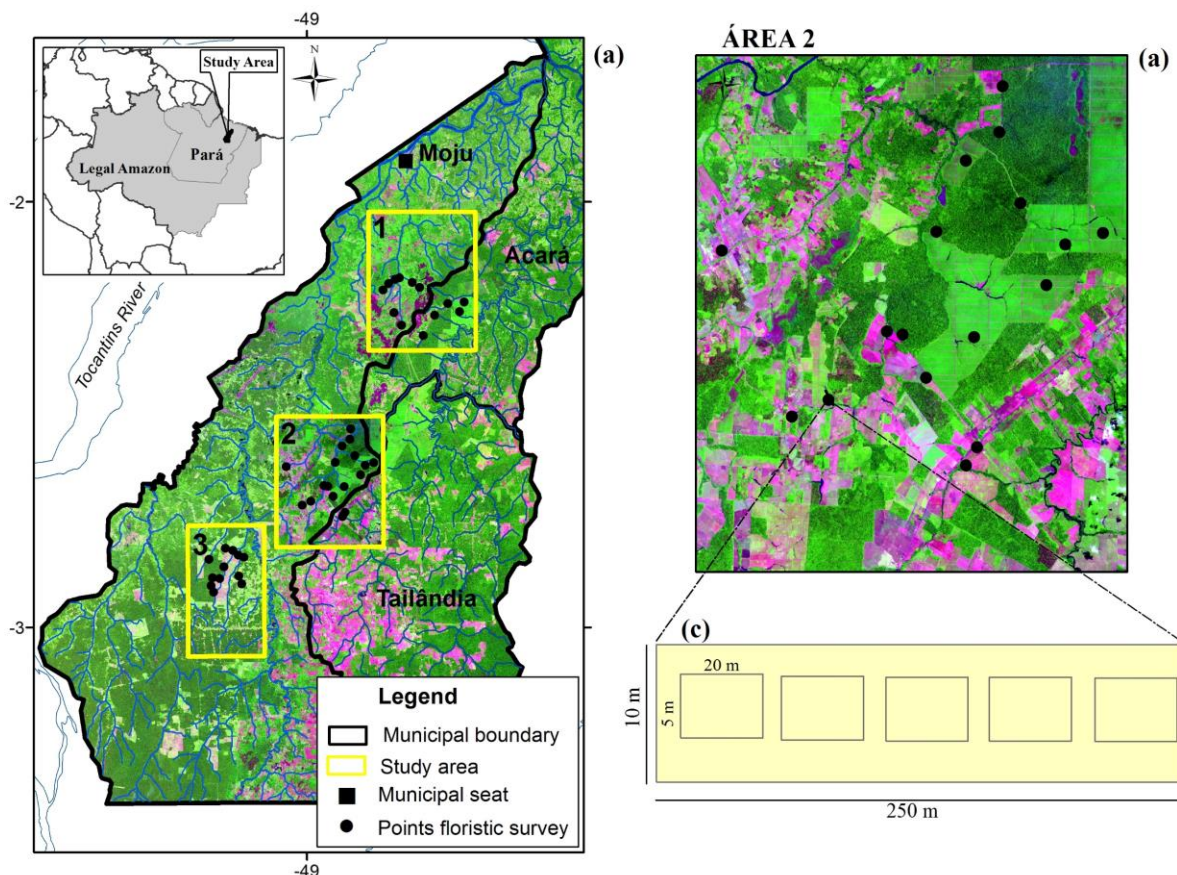 -49
(a)
N
Study Area
Legal Amazon
Pará
Moju
-2
1
Acará
Tocantins River
2
3
Tailândia
-3
Legend
Municipal boundary
Study area
Municipal seat
Points floristic survey
-49
ÁREA 2
(a)
(c)
20 m
5 m
10 m
250 m